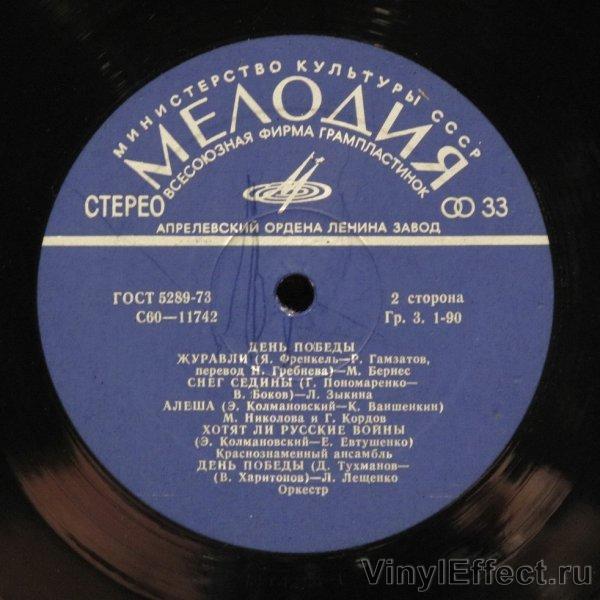 МИНИСТЕРСТВО КУЛЬТУРЫ СССР
МЕЛОДИЯ
ВСЕСОЮЗНАЯ ФИРМА ГРАМПЛАСТИНОК
СТЕРЕО
33
АПРЕЛЕВСКИЙ ОРДЕНА ЛЕНИНА ЗАВОД
ГОСТ 5289-73
2 сторона
С60—11742
Гр. 3. 1-90
ДЕНЬ ПОБЕДЫ
ЖУРАВЛИ (Я. Френкель—Р. Гамзатов,
перевод Н. Гребнева)—М. Бернес
СНЕГ СЕДИНЫ (Г. Пономаренко—
В. Боков)—Л. Зыкина
АЛЕША (Э. Колмановский—К. Ваншенкин)
М. Николова и Г. Кордов
ХОТЯТ ЛИ РУССКИЕ ВОЙНЫ
(Э. Колмановский—Е. Евтушенко)
Краснознаменный ансамбль
ДЕНЬ ПОБЕДЫ (Д. Тухманов—
(В. Харитонов)—Л. Лещенко
Оркестр
VinylEffect.ru